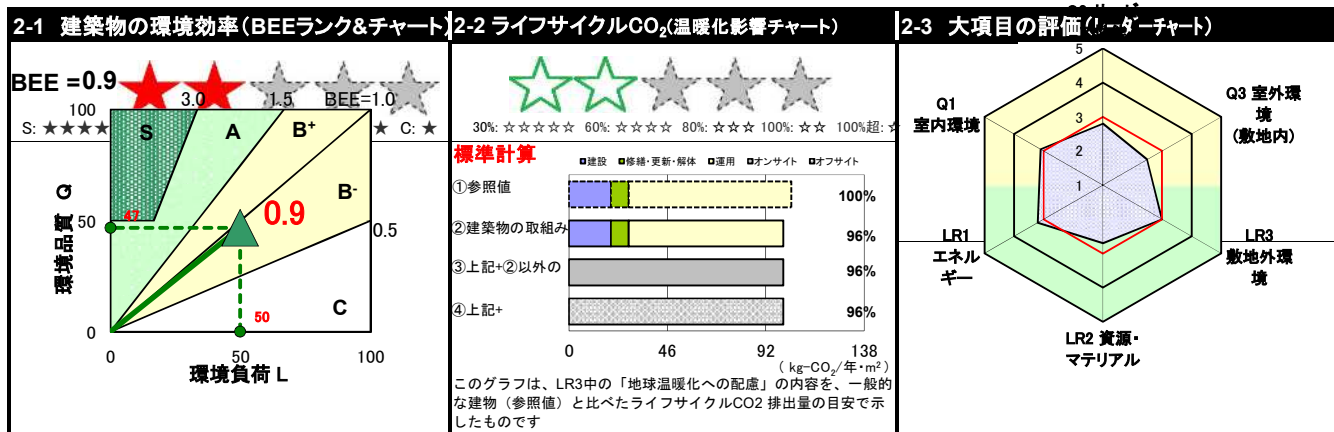 2-1 建築物の環境効率(BEEランク&チャート)
BEE =0.9
S: ★★★★
★ C: ★
3.0
1.5
BEE=1.0
100
50
0
S
A
B⁺
B⁻
C
0.5
47
0.9
50
環境品質 Q
0
50
100
環境負荷 L
2-2 ライフサイクルCO₂(温暖化影響チャート)
30%: ☆☆☆☆☆ 60%: ☆☆☆☆ 80%: ☆☆☆ 100%: ☆☆ 100%超: ☆
標準計算
■建設 ■修繕・更新・解体 ■運用 ■オンサイト ■オフサイト
①参照値
100%
②建築物の取組み
96%
③上記+②以外の
96%
④上記+
96%
0
46
92
138
( kg-CO₂/年・m²)
このグラフは、LR3中の「地球温暖化への配慮」の内容を、一般的
な建物(参照値)と比べたライフサイクルCO2 排出量の目安で示
したものです
2-3 大項目の評価(レーダーチャート)
5
4
3
2
1
Q1
室内環境
Q3 室外環
境
(敷地内)
LR1
エネル
ギー
LR3
敷地外環
境
LR2 資源・
マテリアル